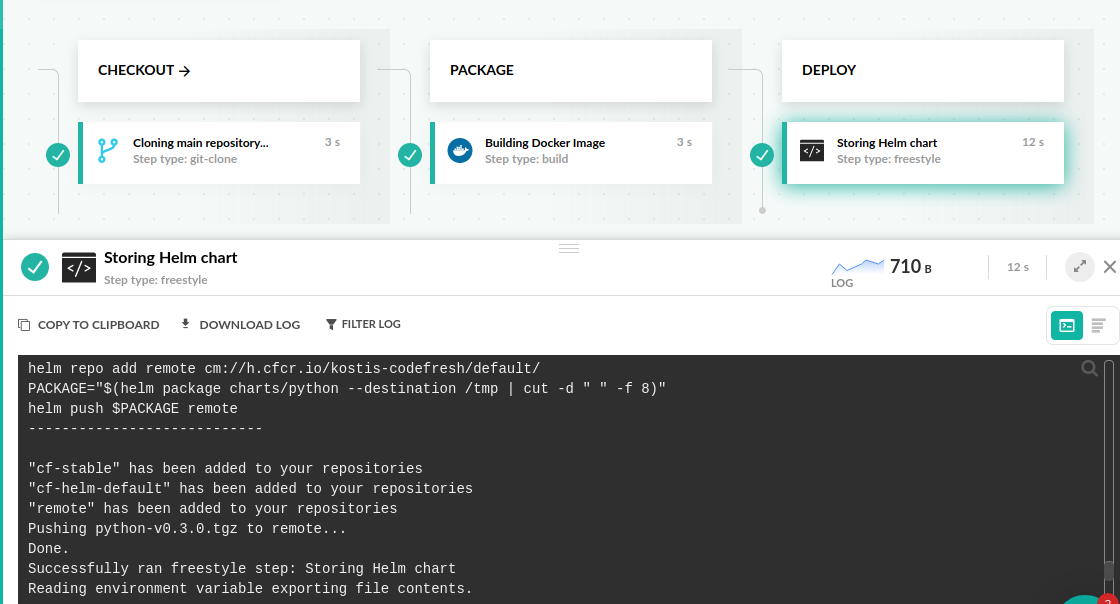 CHECKOUT →
PACKAGE
DEPLOY
Cloning main repository... 3 s
Step type: git-clone
Building Docker Image 3 s
Step type: build
Storing Helm chart 12 s
Step type: freestyle
Storing Helm chart
Step type: freestyle
LOG
710 B
12 s
COPY TO CLIPBOARD
DOWNLOAD LOG
FILTER LOG
helm repo add remote cm://h.cfcr.io/kostis-codefresh/default/
PACKAGE="$(helm package charts/python --destination /tmp | cut -d " " -f 8)"
helm push $PACKAGE remote
----------------------------
"cf-stable" has been added to your repositories
"cf-helm-default" has been added to your repositories
"remote" has been added to your repositories
Pushing python-v0.3.0.tgz to remote...
Done.
Successfully ran freestyle step: Storing Helm chart
Reading environment variable exporting file contents.